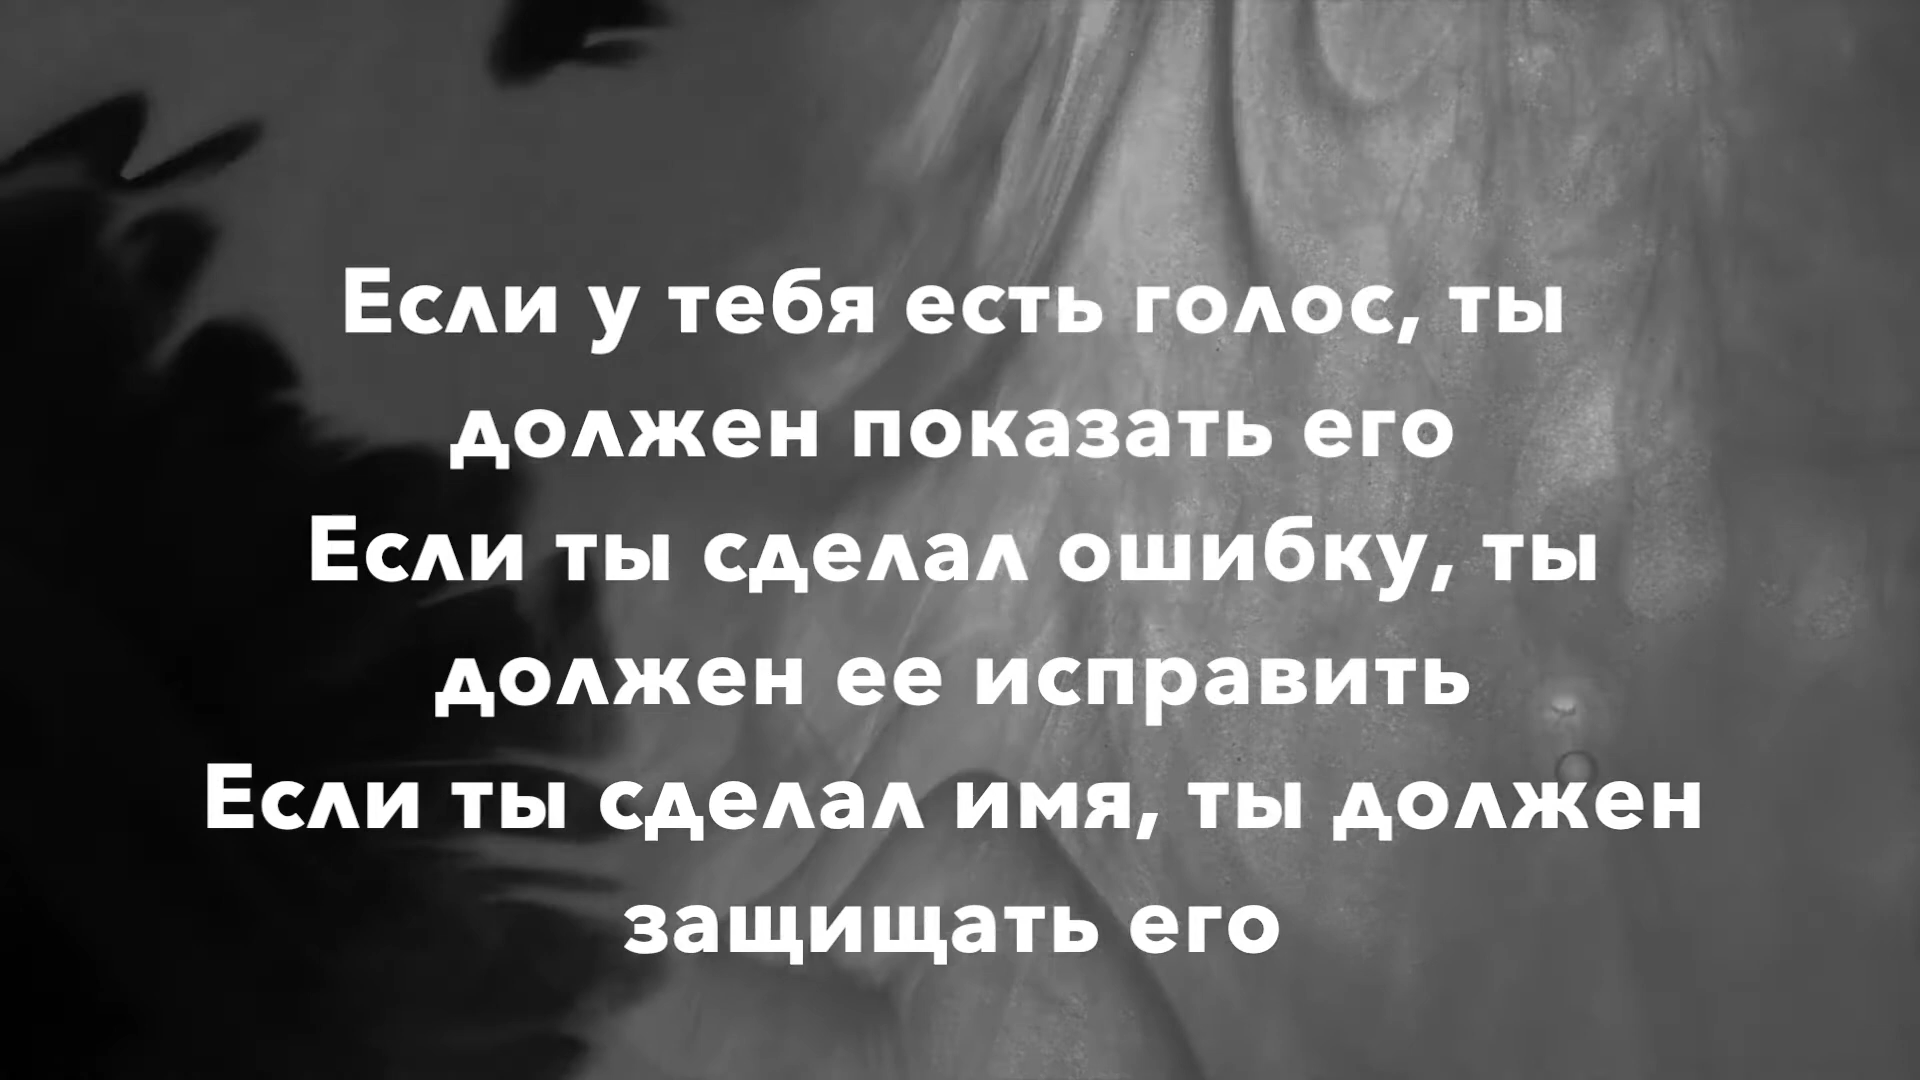 Если у тебя есть голос, ты
должен показать его
Если ты сделал ошибку, ты
должен ее исправить
Если ты сделал имя, ты должен
защищать его